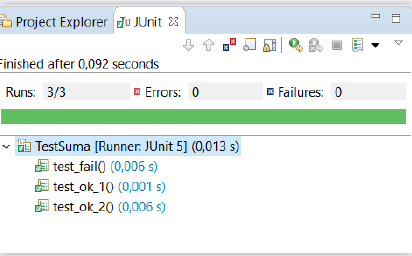 Project Explorer JUnit
Finished after 0,092 seconds
Runs: 3/3 Errors: 0 Failures: 0
TestSuma [Runner: JUnit 5] (0,013 s)
test_fail() (0,006 s)
test_ok_1() (0,001 s)
test_ok_2() (0,006 s)